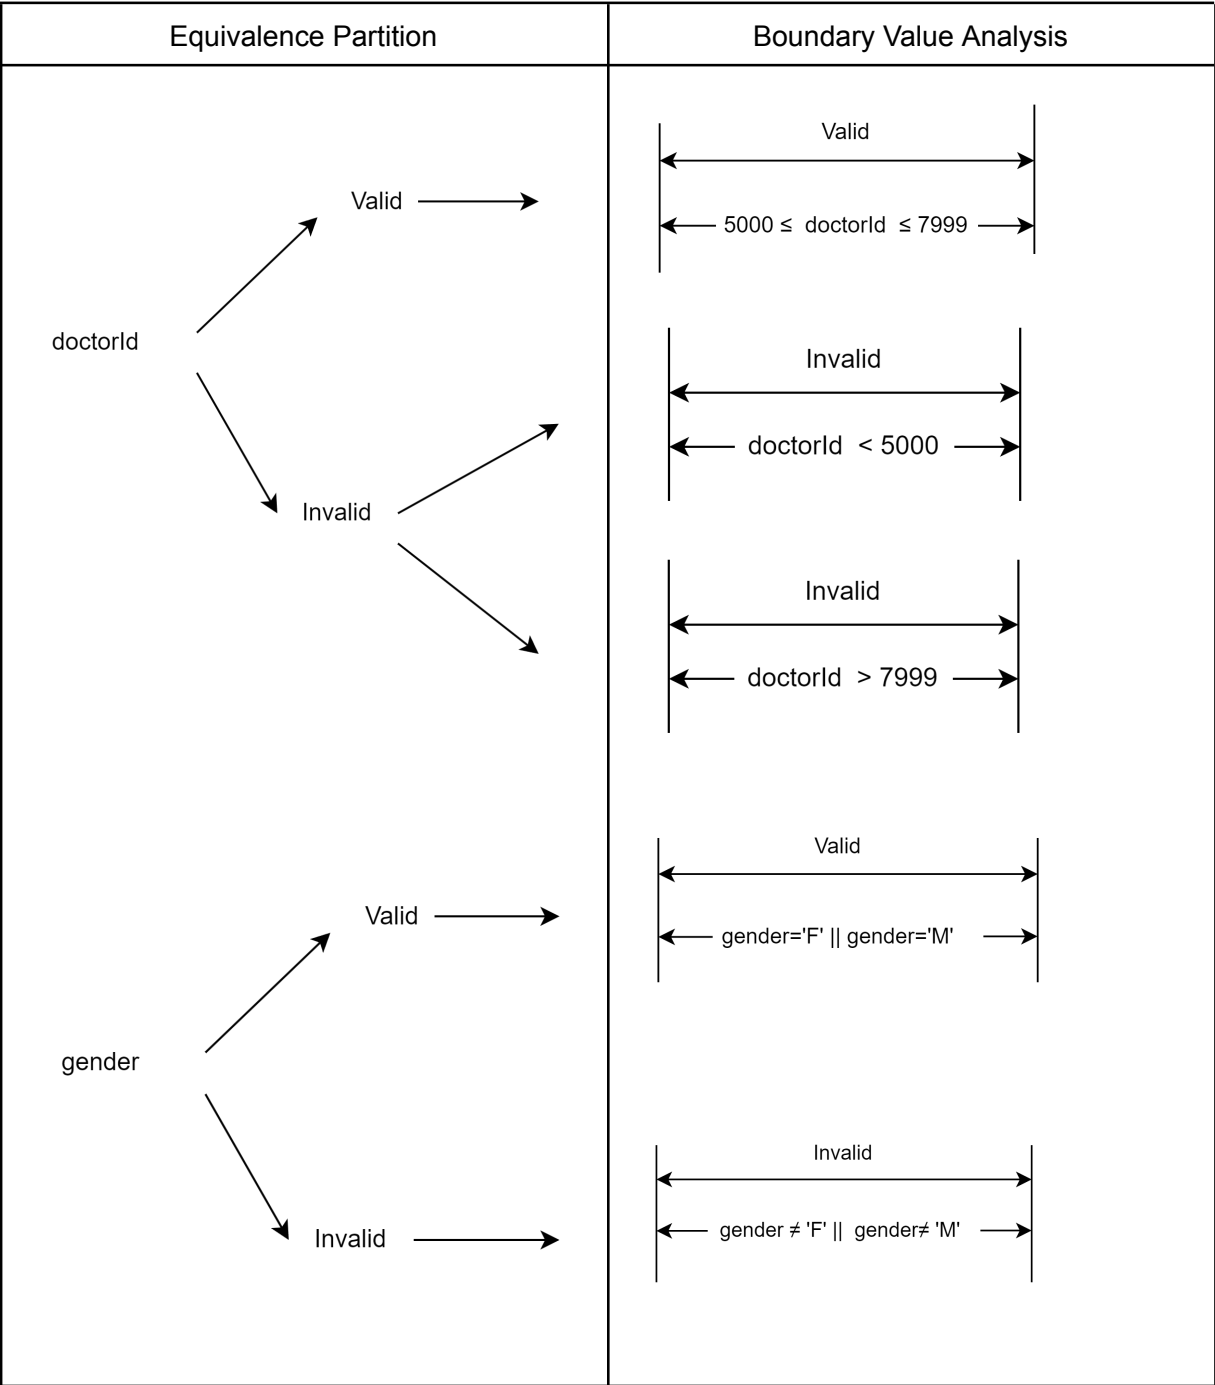 Equivalence Partition
Boundary Value Analysis
Valid
Valid
5000 ≤ doctorId ≤ 7999
doctorId
Invalid
doctorId < 5000
Invalid
Invalid
doctorId > 7999
Valid
Valid
gender='F' || gender='M'
gender
Invalid
gender ≠ 'F' || gender≠ 'M'
Invalid